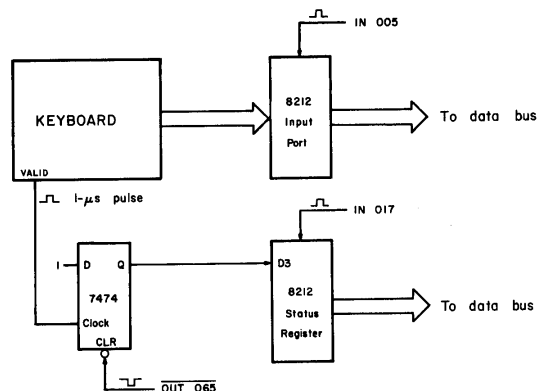 IN 005
KEYBOARD
8212
Input
Port
To data bus
VALID
1-μs pulse
IN 017
1
D
Q
D3
7474
8212
Status
Register
To data bus
Clock
CLR
OUT 065